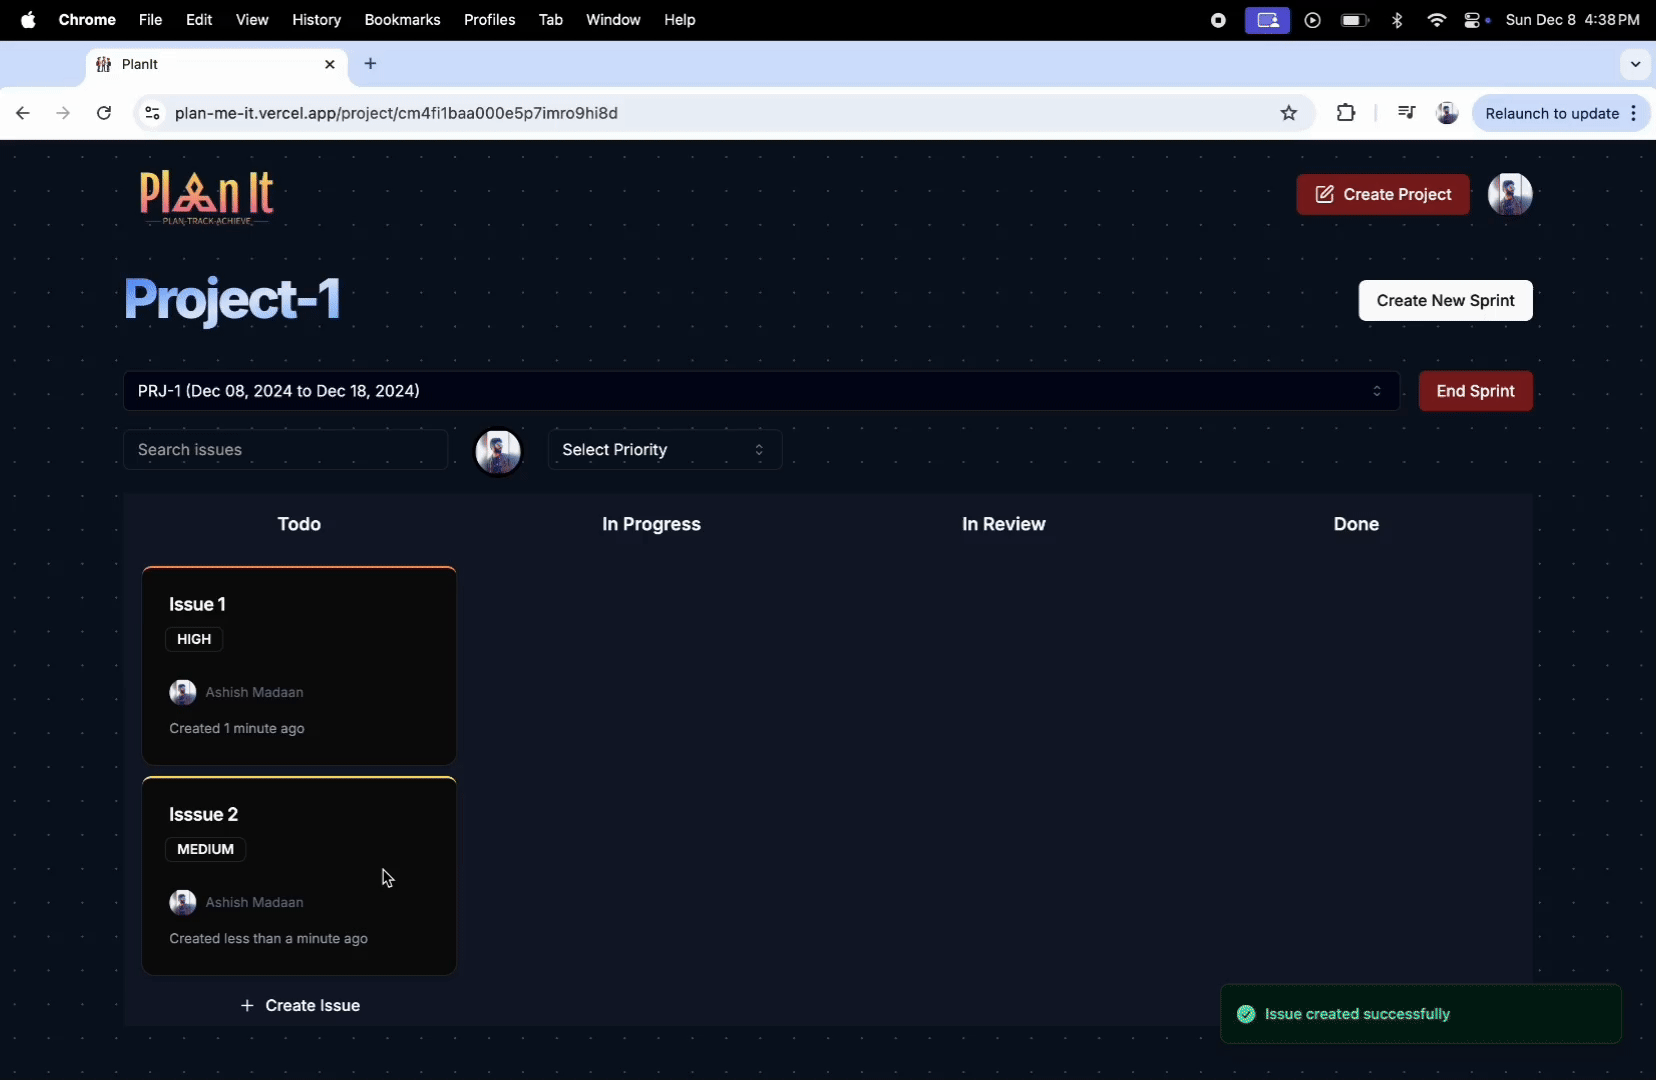 Chrome File Edit View History Bookmarks Profiles Tab Window Help Sun Dec 8 4:38 PM
PlanIt
plan-me-it.vercel.app/project/cm4fi1baa000e5p7imro9hi8d Relaunch to update
Plan It
PLAN-TRACK-ACHIEVE
Create Project
Project-1
Create New Sprint
PRJ-1 (Dec 08, 2024 to Dec 18, 2024)
End Sprint
Search issues
Select Priority
Todo In Progress In Review Done
Issue 1
HIGH
Ashish Madaan
Created 1 minute ago
Isssue 2
MEDIUM
Ashish Madaan
Created less than a minute ago
+ Create Issue
Issue created successfully